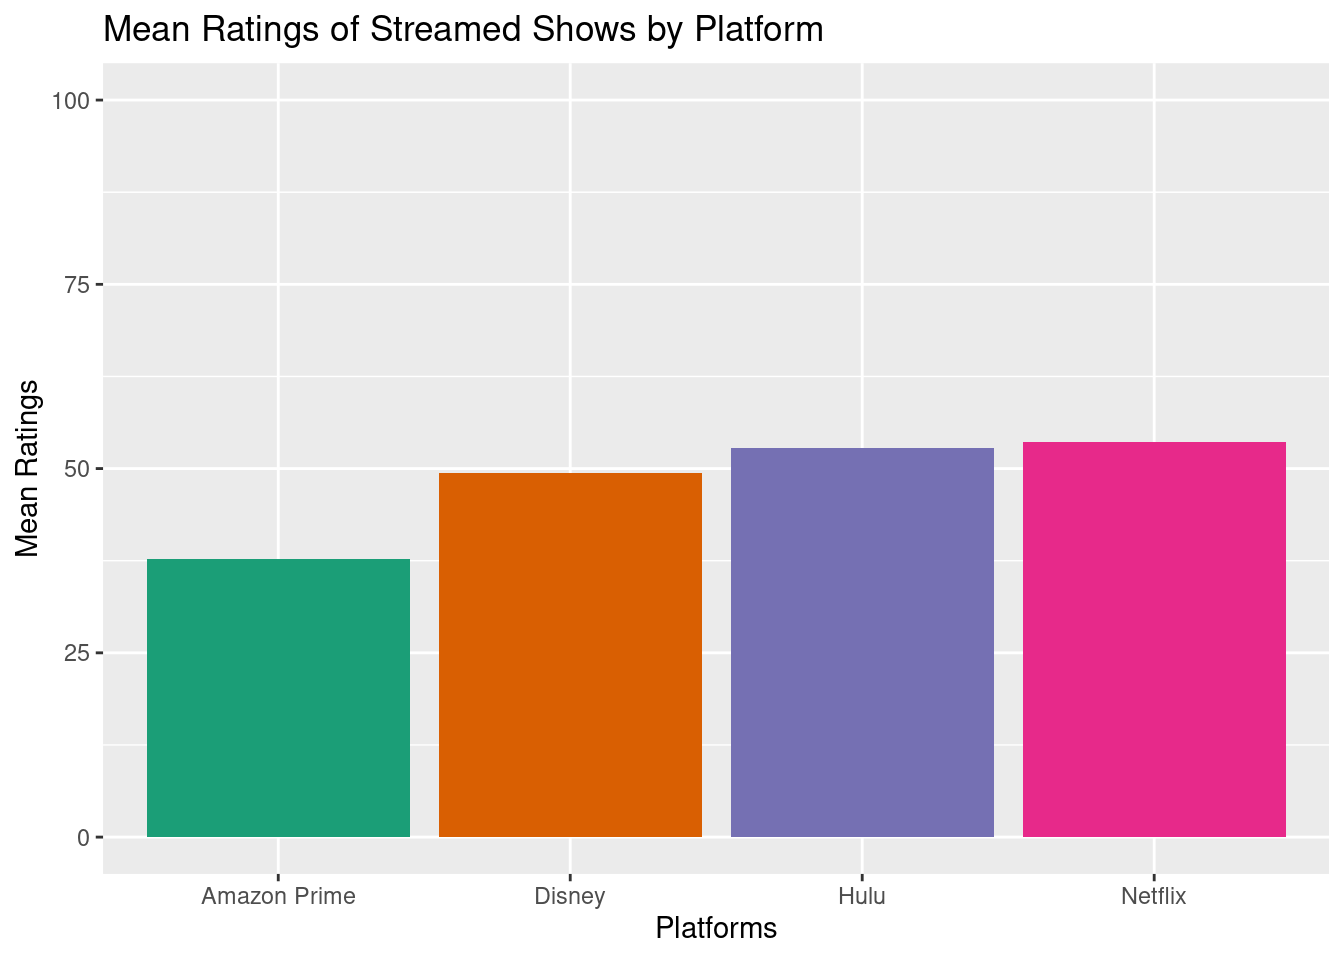 Mean Ratings of Streamed Shows by Platform
Mean Ratings
100
75
50
25
0
Amazon Prime Disney Hulu Netflix
Platforms